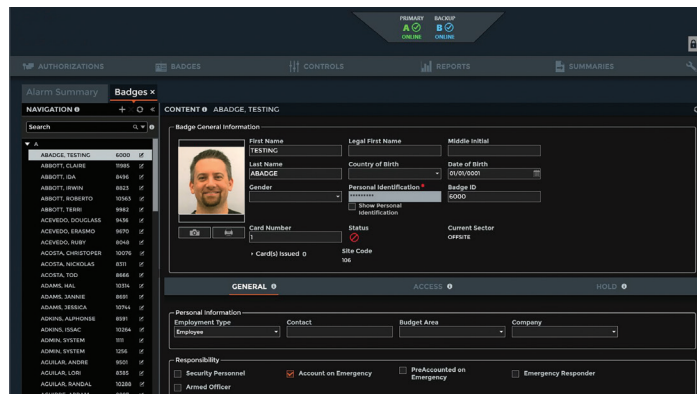 PRIMARY BACKUP
A B
ONLINE ONLINE
AUTHORIZATIONS BADGES CONTROLS REPORTS SUMMARIES
Alarm Summary Badges ×
NAVIGATION + «
CONTENT ABADGE, TESTING
Search
Badge General Information
A
ABADGE, TESTING 6000
ABBOTT, CLAIRE 11985
ABBOTT, IDA 8496
ABBOTT, IRWIN 8923
ABBOTT, ROBERTO 10563
ABBOTT, TERRI 9982
ACEVEDO, DOUGLASS 9436
ACEVEDO, ERASMO 9670
ACEVEDO, RUBY 8048
ACOSTA, CHRISTOPER 10076
ACOSTA, NICKOLAS 8311
ACOSTA, TOD 8666
ADAMS, HAL 10314
ADAMS, JANNIE 8691
ADAMS, JESSICA 10744
ADKINS, ALPHONSE 8591
ADKINS, ISSAC 10264
ADMIN, SYSTEM 1111
ADMIN, SYSTEM 1256
AGUILAR, ANDRE 9501
AGUILAR, LORI 8385
AGUILAR, RANDAL 10288
First Name Legal First Name Middle Initial
TESTING
Last Name Country of Birth Date of Birth
ABADGE 01/01/0001
Gender Personal Identification * Badge ID
********* 6000
Show Personal
Identification
Card Number Status Current Sector
1 OFFSITE
Card(s) Issued 0 Site Code
106
GENERAL ACCESS HOLD
Personal Information
Employment Type Contact Budget Area Company
Employee
Responsibility
Security Personnel Account on Emergency PreAccounted on
Emergency Emergency Responder
Armed Officer